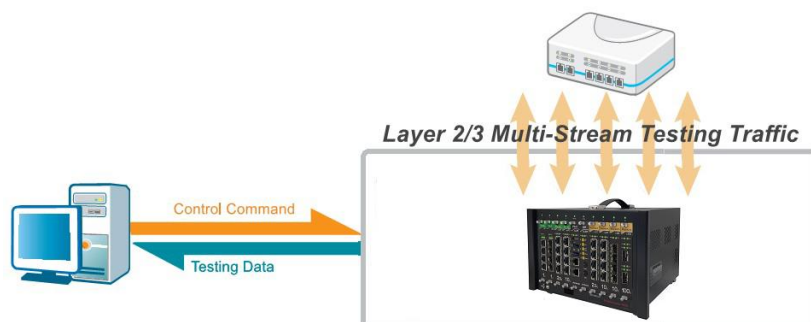 Layer 2/3 Multi-Stream Testing Traffic
Control Command
Testing Data